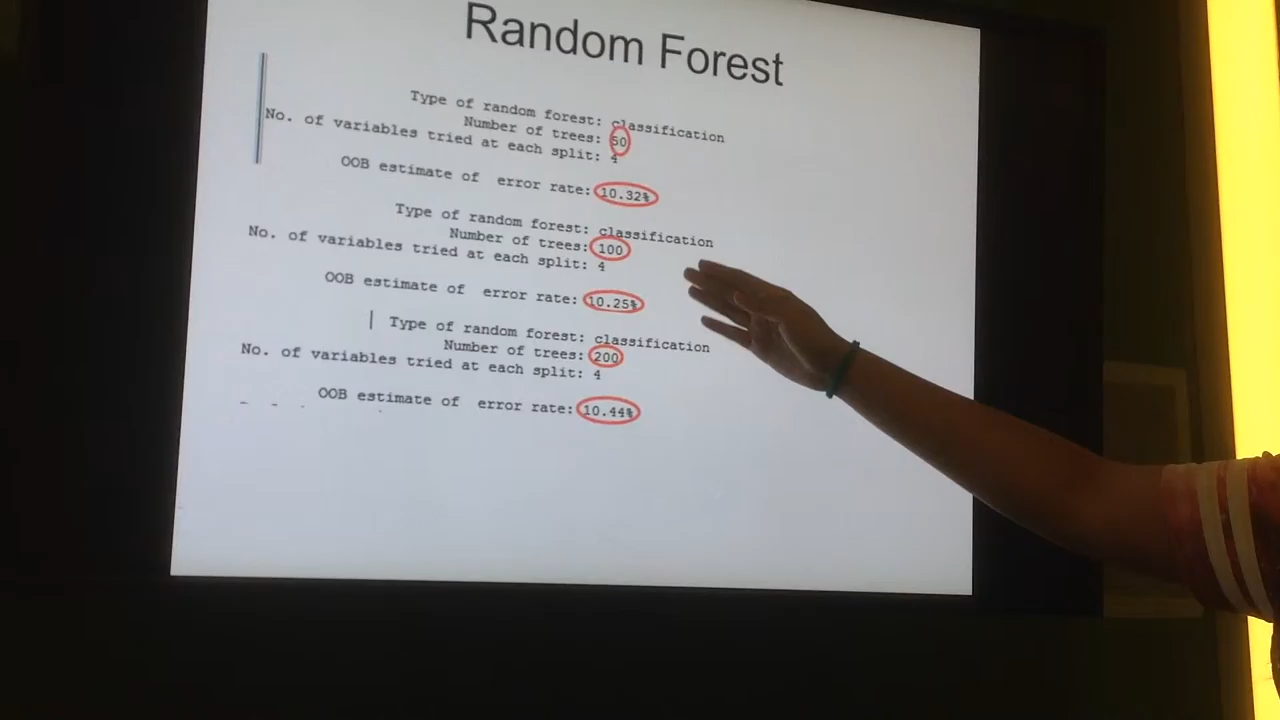 Random Forest
Type of random forest: classification
Number of trees: 50
No. of variables tried at each split: 4
OOB estimate of error rate: 10.32%
Type of random forest: classification
Number of trees: 100
No. of variables tried at each split: 4
OOB estimate of error rate: 10.25%
Type of random forest: classification
Number of trees: 200
No. of variables tried at each split: 4
OOB estimate of error rate: 10.44%